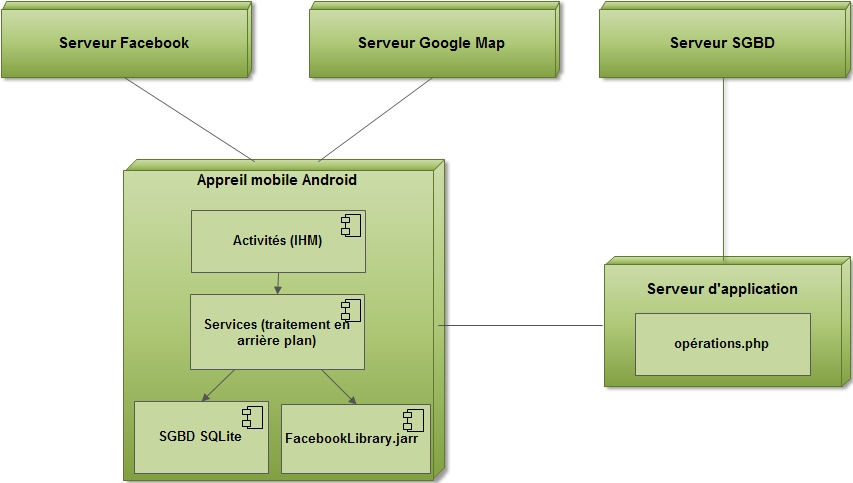 Serveur Facebook
Serveur Google Map
Serveur SGBD
Appreil mobile Android
Activités (IHM)
Services (traitement en
arrière plan)
SGBD SQLite
FacebookLibrary.jarr
Serveur d'application
opérations.php